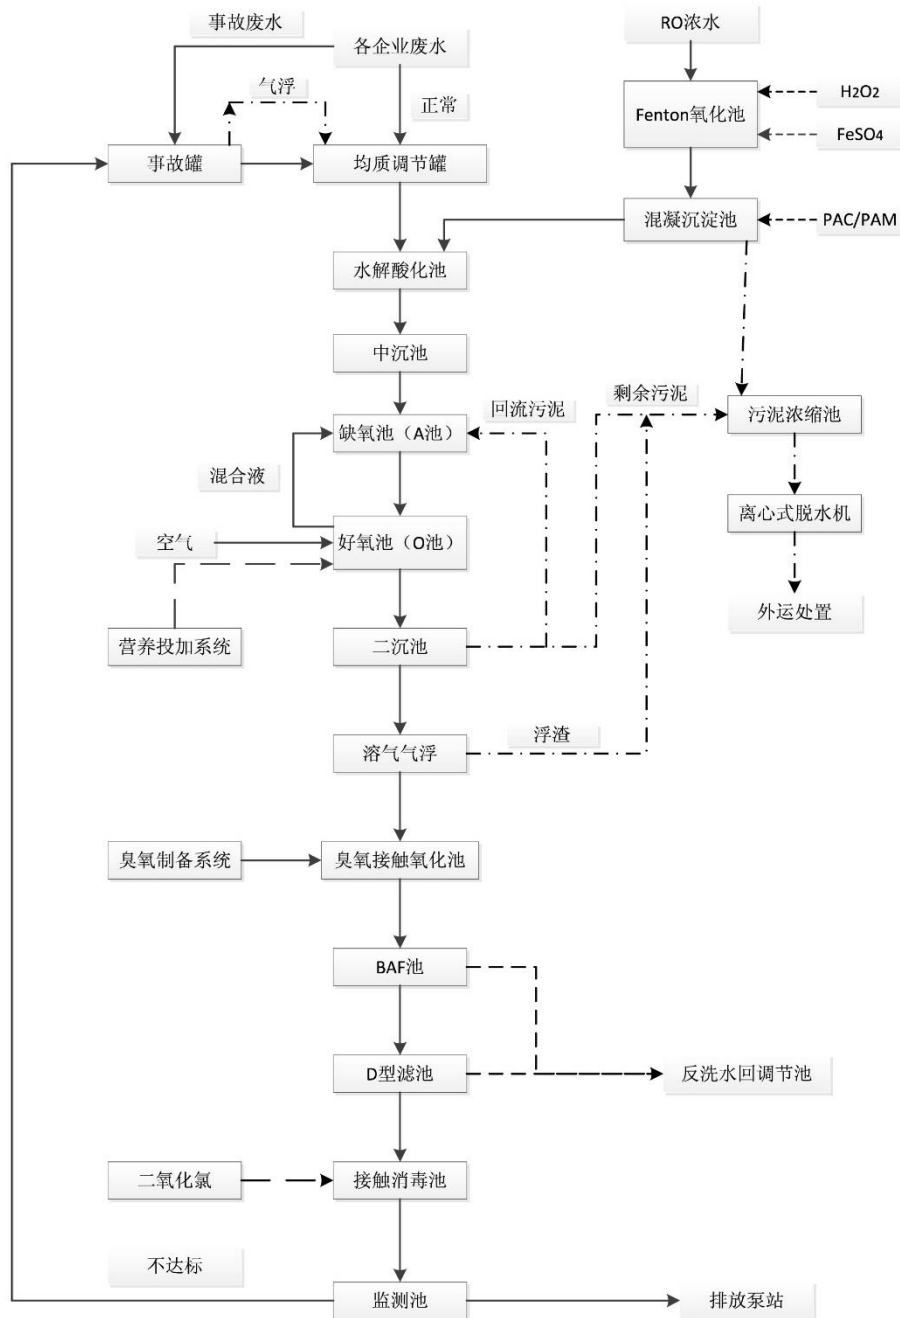 事故废水
各企业废水
RO浓水
气浮
正常
Fenton氧化池
H2O2
FeSO4
事故罐
均质调节罐
混凝沉淀池
PAC/PAM
水解酸化池
中沉池
回流污泥
剩余污泥
污泥浓缩池
缺氧池（A池）
混合液
离心式脱水机
空气
好氧池（O池）
外运处置
营养投加系统
二沉池
溶气气浮
浮渣
臭氧制备系统
臭氧接触氧化池
BAF池
D型滤池
反洗水回调节池
二氧化氯
接触消毒池
不达标
监测池
排放泵站